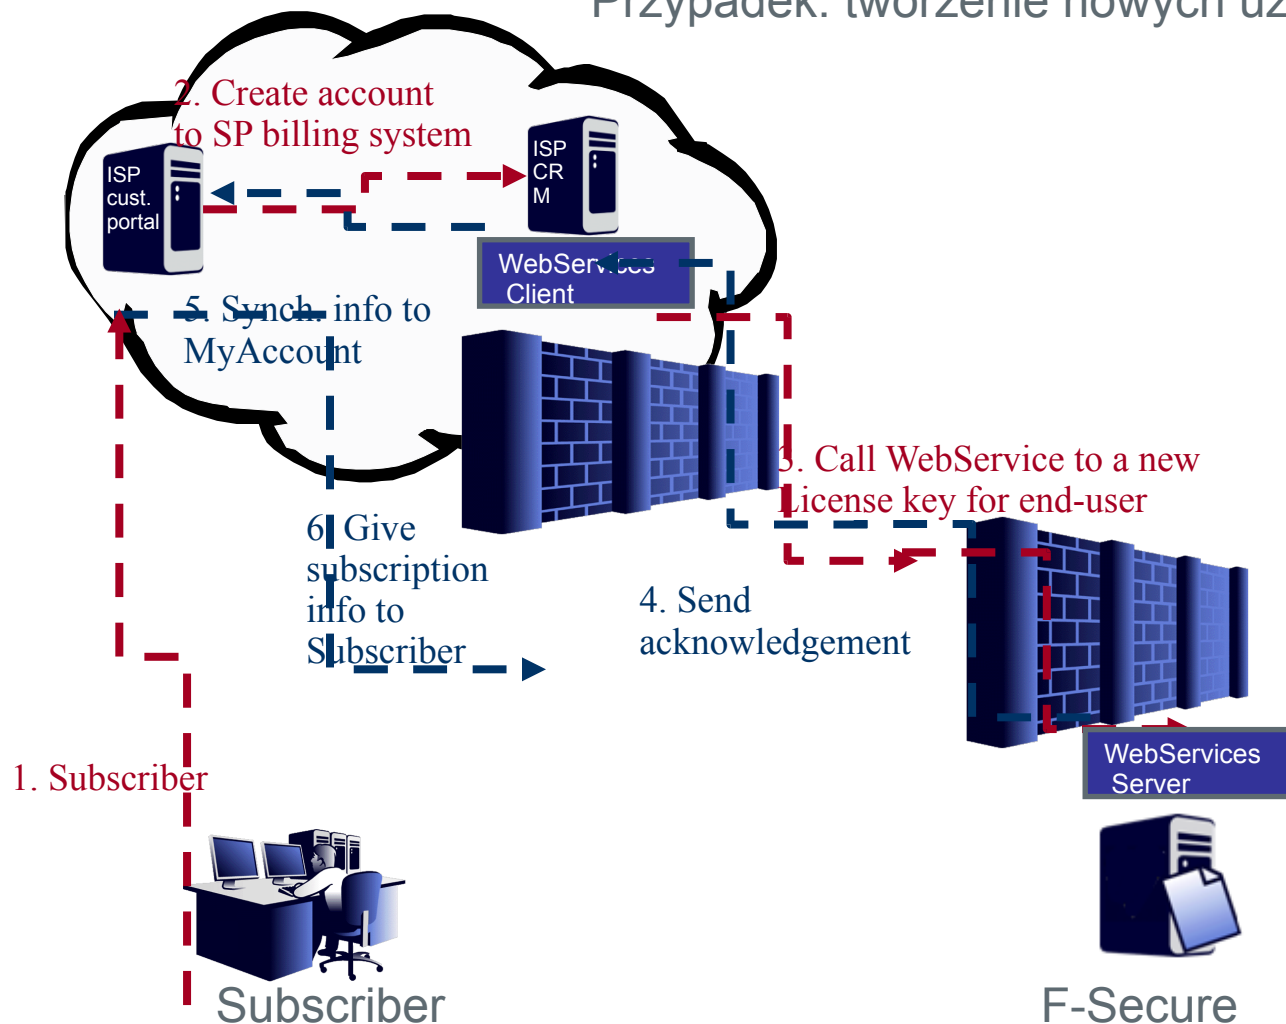 Przypadek: tworzenie nowych
2. Create account
to SP billing system
ISP
cust.
portal
ISP
CR
M
WebServices
Client
5. Synch. info to
MyAccount
3. Call WebService to a new
License key for end-user
6. Give
subscription
info to
Subscriber
4. Send
acknowledgement
1. Subscriber
WebServices
Server
Subscriber
F-Secure